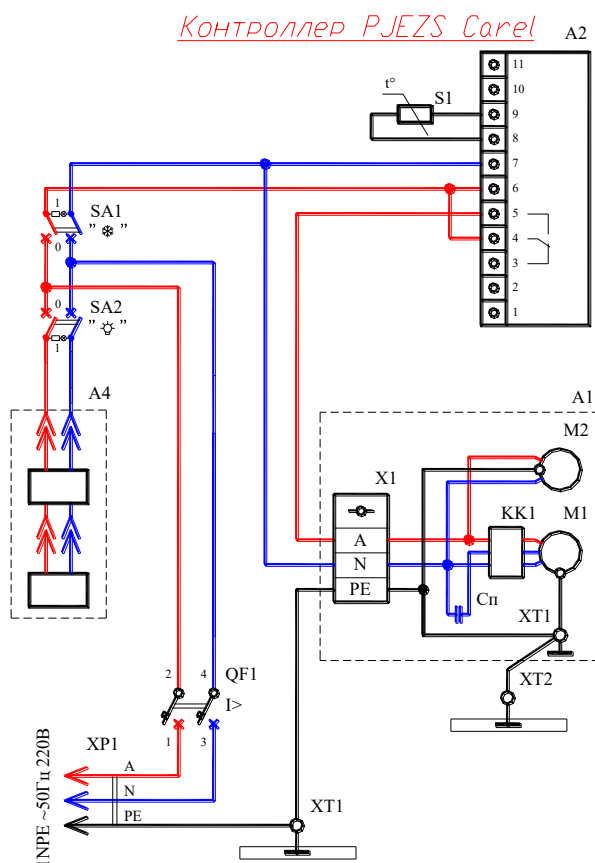 Контроллер PJEZS Carel
A2
11
10
9
8
7
6
5
4
3
2
1
t°
S1
1
SA1
" ❄ "
0
0
SA2
" "
1
A4
A1
M2
X1
KK1
M1
A
N
PE
Сп
XT1
XT2
2
4
QF1
I>
1
3
XP1
A
N
PE
1NPE ~50Гц 220В
XT1